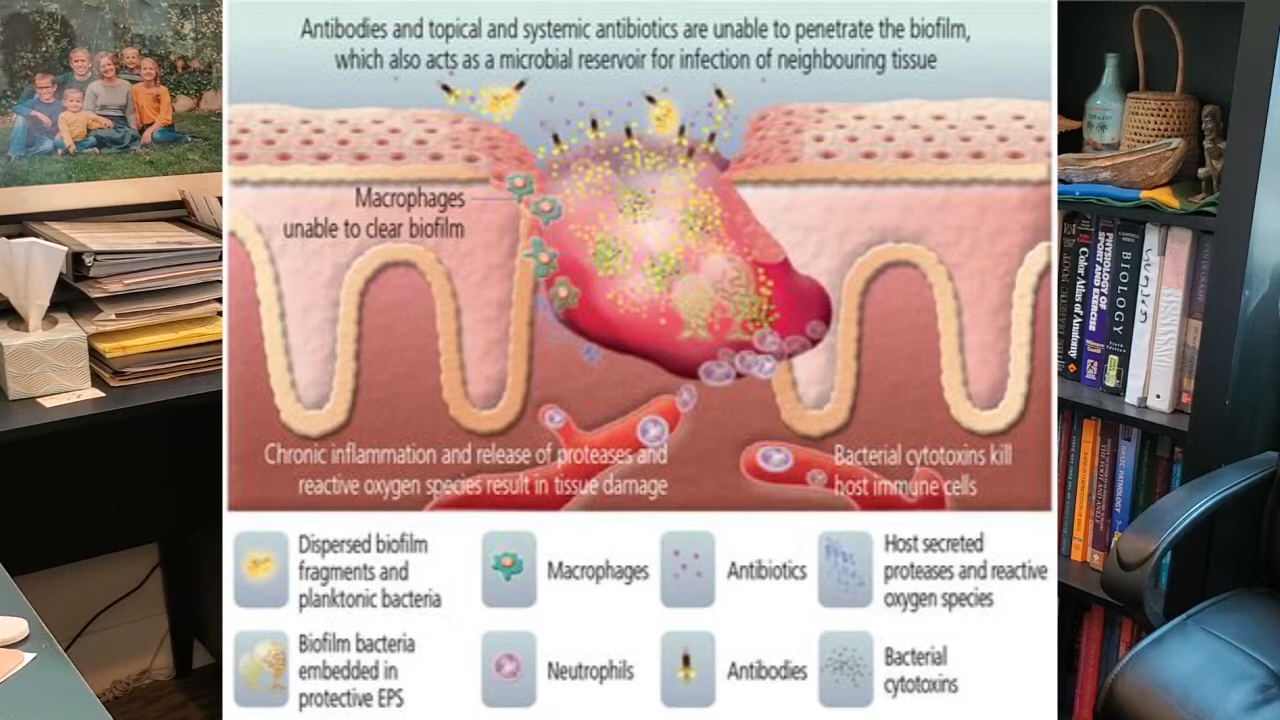 Antibodies and topical and systemic antibiotics are unable to penetrate the biofilm,
which also acts as a microbial reservoir for infection of neighbouring tissue
Macrophages
unable to clear biofilm
Chronic inflammation and release of proteases and
reactive oxygen species result in tissue damage
Bacterial cytotoxins kill
host immune cells
Dispersed biofilm
fragments and
planktonic bacteria
Macrophages
Antibiotics
Host secreted
proteases and reactive
oxygen species
Biofilm bacteria
embedded in
protective EPS
Neutrophils
Antibodies
Bacterial
cytotoxins
Color Atlas of Anatomy
PHYSIOLOGY OF
SPORT AND EXERCISE
BIOLOGY
BASIC PATHOLOGY